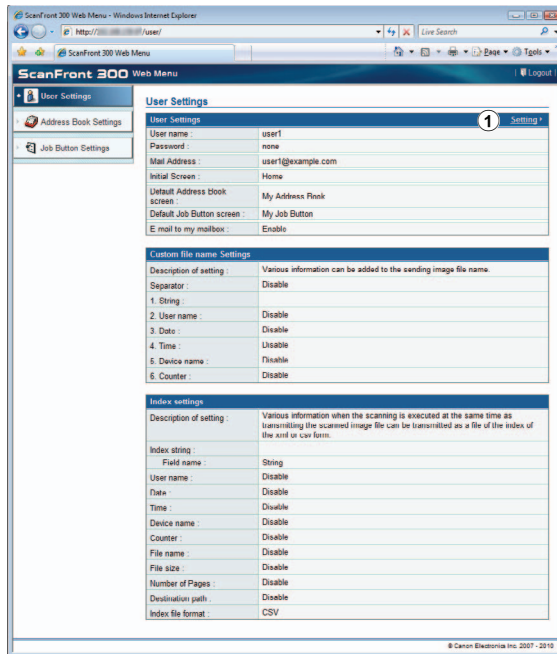 ScanFront 300 Web Menu - Windows Internet Explorer
http:// /user/
Live Search
ScanFront 300 Web Menu
Page Tools
ScanFront 300 Web Menu
Logout
User Settings
Address Book Settings
Job Button Settings
User Settings
User Settings 1 Setting
User name : user1
Password : none
Mail Address : user1@example.com
Initial Screen : Home
Default Address Book
screen : My Address Book
Default Job Button screen : My Job Button
E mail to my mailbox : Enable
Custom file name Settings
Description of setting : Various information can be added to the sending image file name.
Separator : Disable
1. String :
2. User name : Disable
3. Date : Disable
4. Time : Disable
5. Device name : Disable
6. Counter : Disable
Index settings
Description of setting : Various information when the scanning is executed at the same time as
transmitting the scanned image file can be transmitted as a file of the index of
the xml or csv form.
Index string :
Field name : String
User name : Disable
Date : Disable
Time : Disable
Device name : Disable
Counter : Disable
File name : Disable
File size : Disable
Number of Pages : Disable
Destination path : Disable
Index file format : CSV
© Canon Electronics Inc. 2007 - 2010